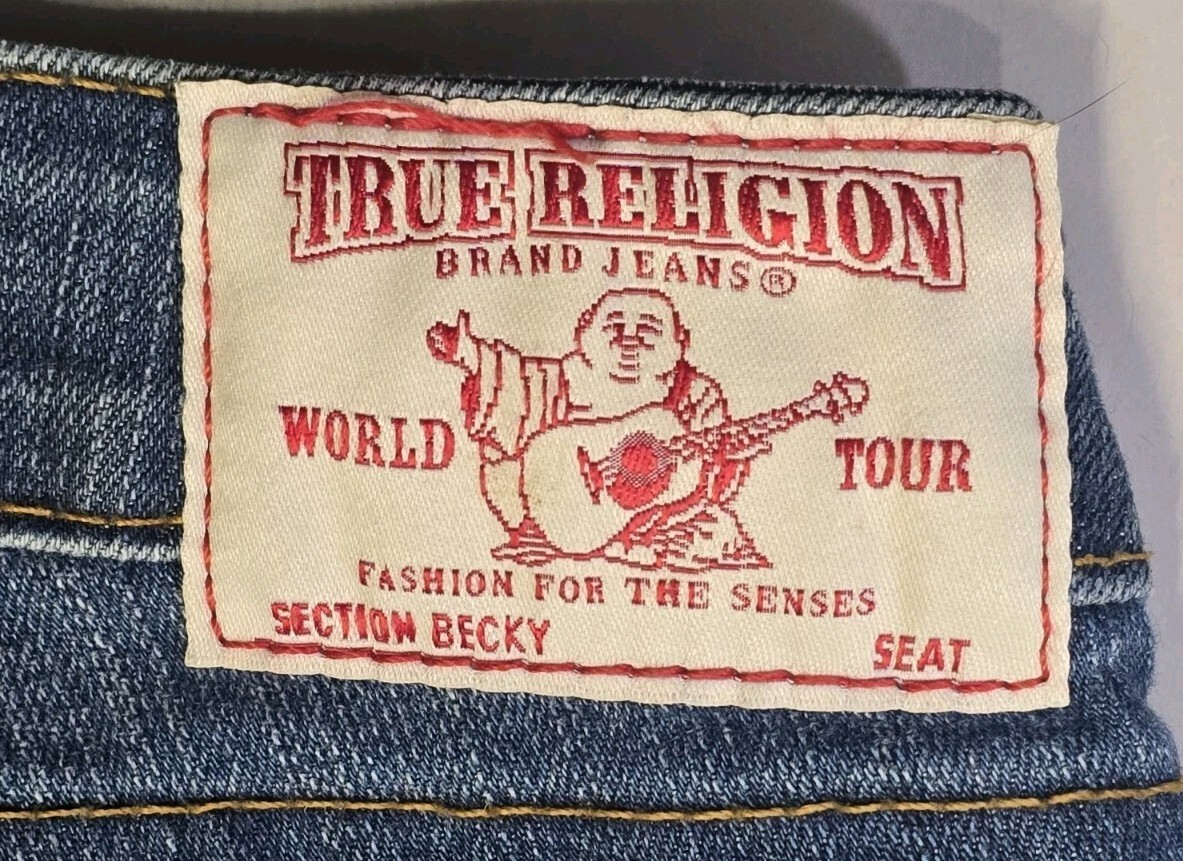 TRUE RELIGION
BRAND JEANS®
WORLD TOUR
FASHION FOR THE SENSES
SECTION BECKY SEAT